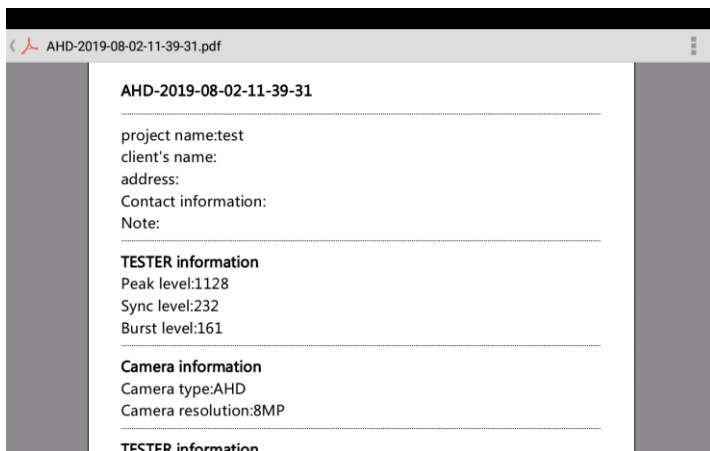 AHD-2019-08-02-11-39-31.pdf
AHD-2019-08-02-11-39-31
project name:test
client's name:
address:
Contact information:
Note:
TESTER information
Peak level:1128
Sync level:232
Burst level:161
Camera information
Camera type:AHD
Camera resolution:8MP
TESTER information